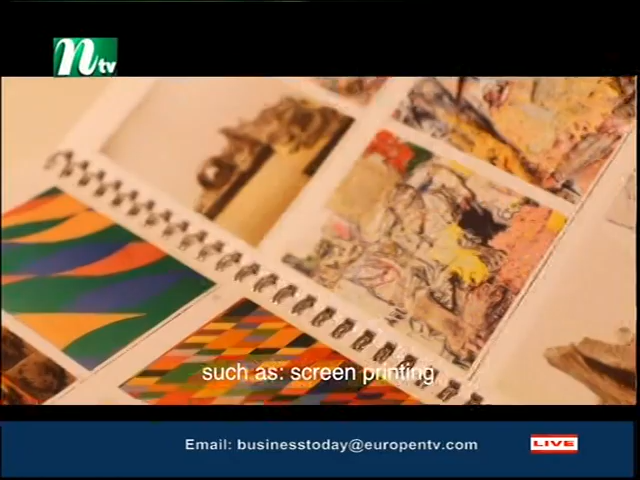 ntv
such as: screen printing
Email: businesstoday@europentv.com
LIVE